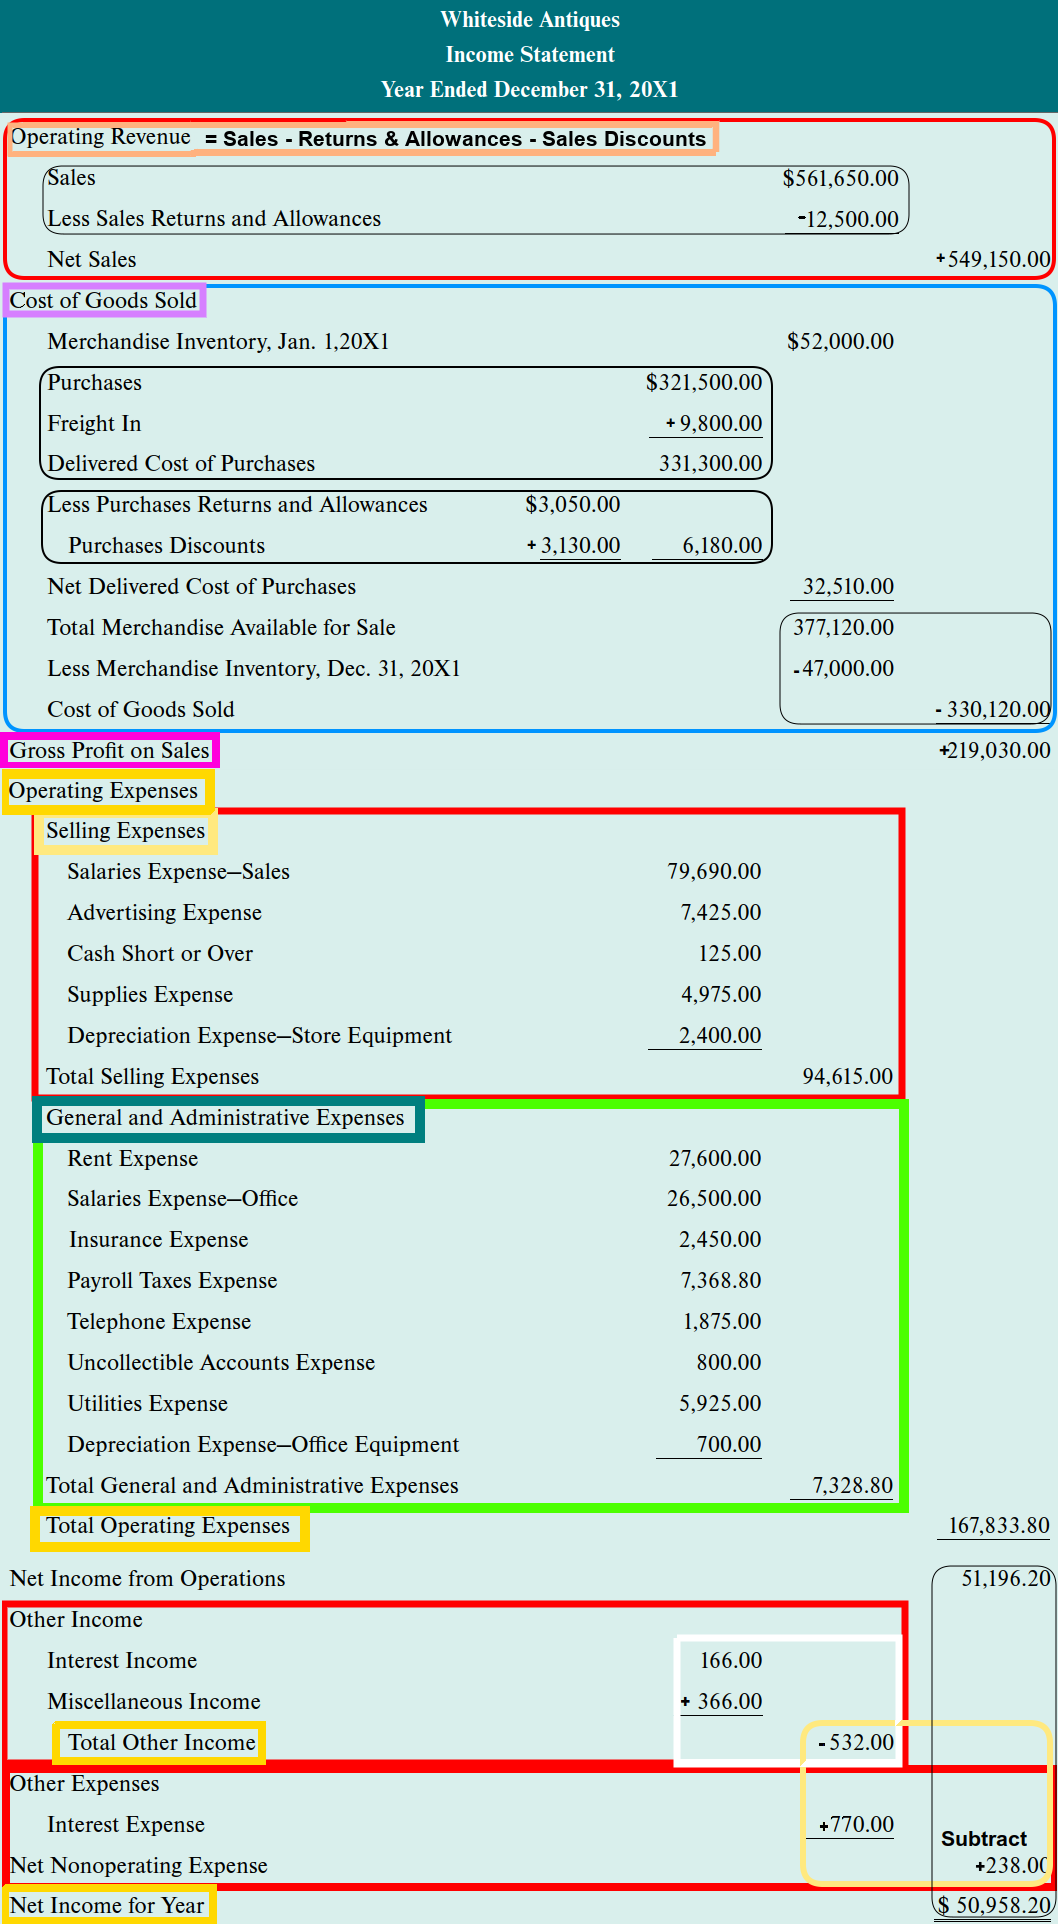 Whiteside Antiques
Income Statement
Year Ended December 31, 20X1
Operating Revenue = Sales - Returns & Allowances - Sales Discounts
Sales $561,650.00
Less Sales Returns and Allowances -12,500.00
Net Sales +549,150.00
Cost of Goods Sold
Merchandise Inventory, Jan. 1,20X1 $52,000.00
Purchases $321,500.00
Freight In +9,800.00
Delivered Cost of Purchases 331,300.00
Less Purchases Returns and Allowances $3,050.00
Purchases Discounts +3,130.00 6,180.00
Net Delivered Cost of Purchases 32,510.00
Total Merchandise Available for Sale 377,120.00
Less Merchandise Inventory, Dec. 31, 20X1 -47,000.00
Cost of Goods Sold - 330,120.00
Gross Profit on Sales +219,030.00
Operating Expenses
Selling Expenses
Salaries Expense—Sales 79,690.00
Advertising Expense 7,425.00
Cash Short or Over 125.00
Supplies Expense 4,975.00
Depreciation Expense—Store Equipment 2,400.00
Total Selling Expenses 94,615.00
General and Administrative Expenses
Rent Expense 27,600.00
Salaries Expense—Office 26,500.00
Insurance Expense 2,450.00
Payroll Taxes Expense 7,368.80
Telephone Expense 1,875.00
Uncollectible Accounts Expense 800.00
Utilities Expense 5,925.00
Depreciation Expense—Office Equipment 700.00
Total General and Administrative Expenses 7,328.80
Total Operating Expenses 167,833.80
Net Income from Operations 51,196.20
Other Income
Interest Income 166.00
Miscellaneous Income + 366.00
Total Other Income -532.00
Other Expenses
Interest Expense +770.00
Subtract
Net Nonoperating Expense +238.00
Net Income for Year $ 50,958.20